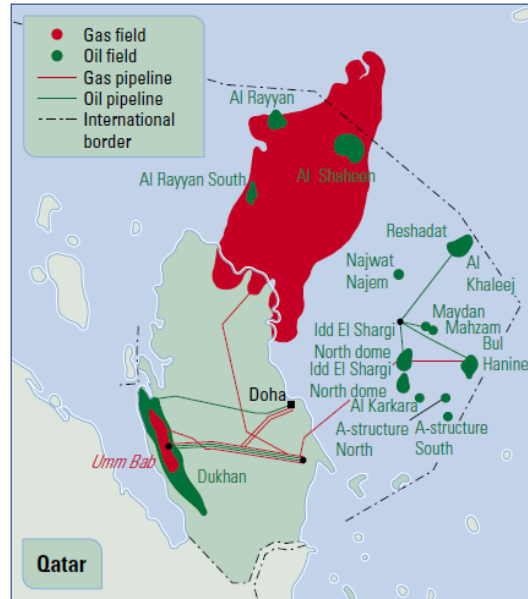 Gas field
Oil field
Gas pipeline
Oil pipeline
International
border
Al Rayyan
Al Shaheen
Al Rayyan South
Reshadat
Najwat
Najem
Al
Khaleej
Maydan
Mahzam
Idd El Shargi
North dome
Bul
Hanine
Idd El Shargi
North dome
Doha
Al Karkara
A-structure
North
A-structure
South
Umm Bab
Dukhan
Qatar